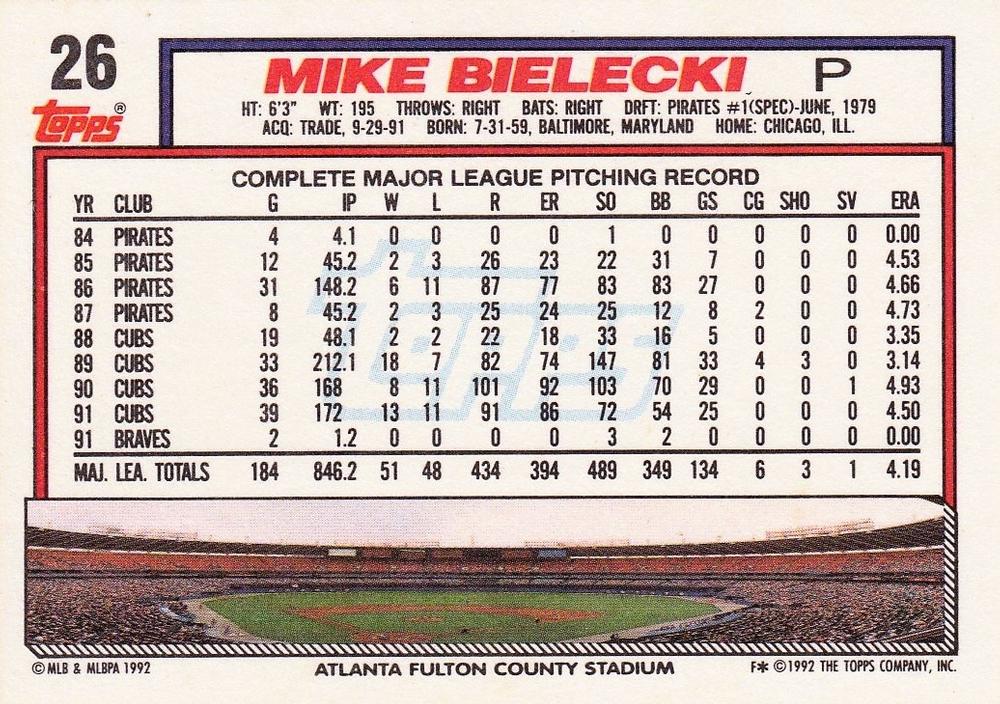 26
Topps®
MIKE BIELECKI P
HT: 6'3" WT: 195 THROWS: RIGHT BATS: RIGHT DRFT: PIRATES #1(SPEC)-JUNE, 1979
ACQ: TRADE, 9-29-91 BORN: 7-31-59, BALTIMORE, MARYLAND HOME: CHICAGO, ILL.
COMPLETE MAJOR LEAGUE PITCHING RECORD
YR CLUB G IP W L R ER SO BB GS CG SHO SV ERA
84 PIRATES 4 4.1 0 0 0 0 1 0 0 0 0 0 0.00
85 PIRATES 12 45.2 2 3 26 23 22 31 7 0 0 0 4.53
86 PIRATES 31 148.2 6 11 87 77 83 83 27 0 0 0 4.66
87 PIRATES 8 45.2 2 3 25 24 25 12 8 2 0 0 4.73
88 CUBS 19 48.1 2 2 22 18 33 16 5 0 0 0 3.35
89 CUBS 33 212.1 18 7 82 74 147 81 33 4 3 0 3.14
90 CUBS 36 168 8 11 101 92 103 70 29 0 0 1 4.93
91 CUBS 39 172 13 11 91 86 72 54 25 0 0 0 4.50
91 BRAVES 2 1.2 0 0 0 0 3 2 0 0 0 0 0.00
MAJ. LEA. TOTALS 184 846.2 51 48 434 394 489 349 134 6 3 1 4.19
Topps
©MLB & MLBPA 1992 ATLANTA FULTON COUNTY STADIUM F✱ ©1992 THE TOPPS COMPANY, INC.